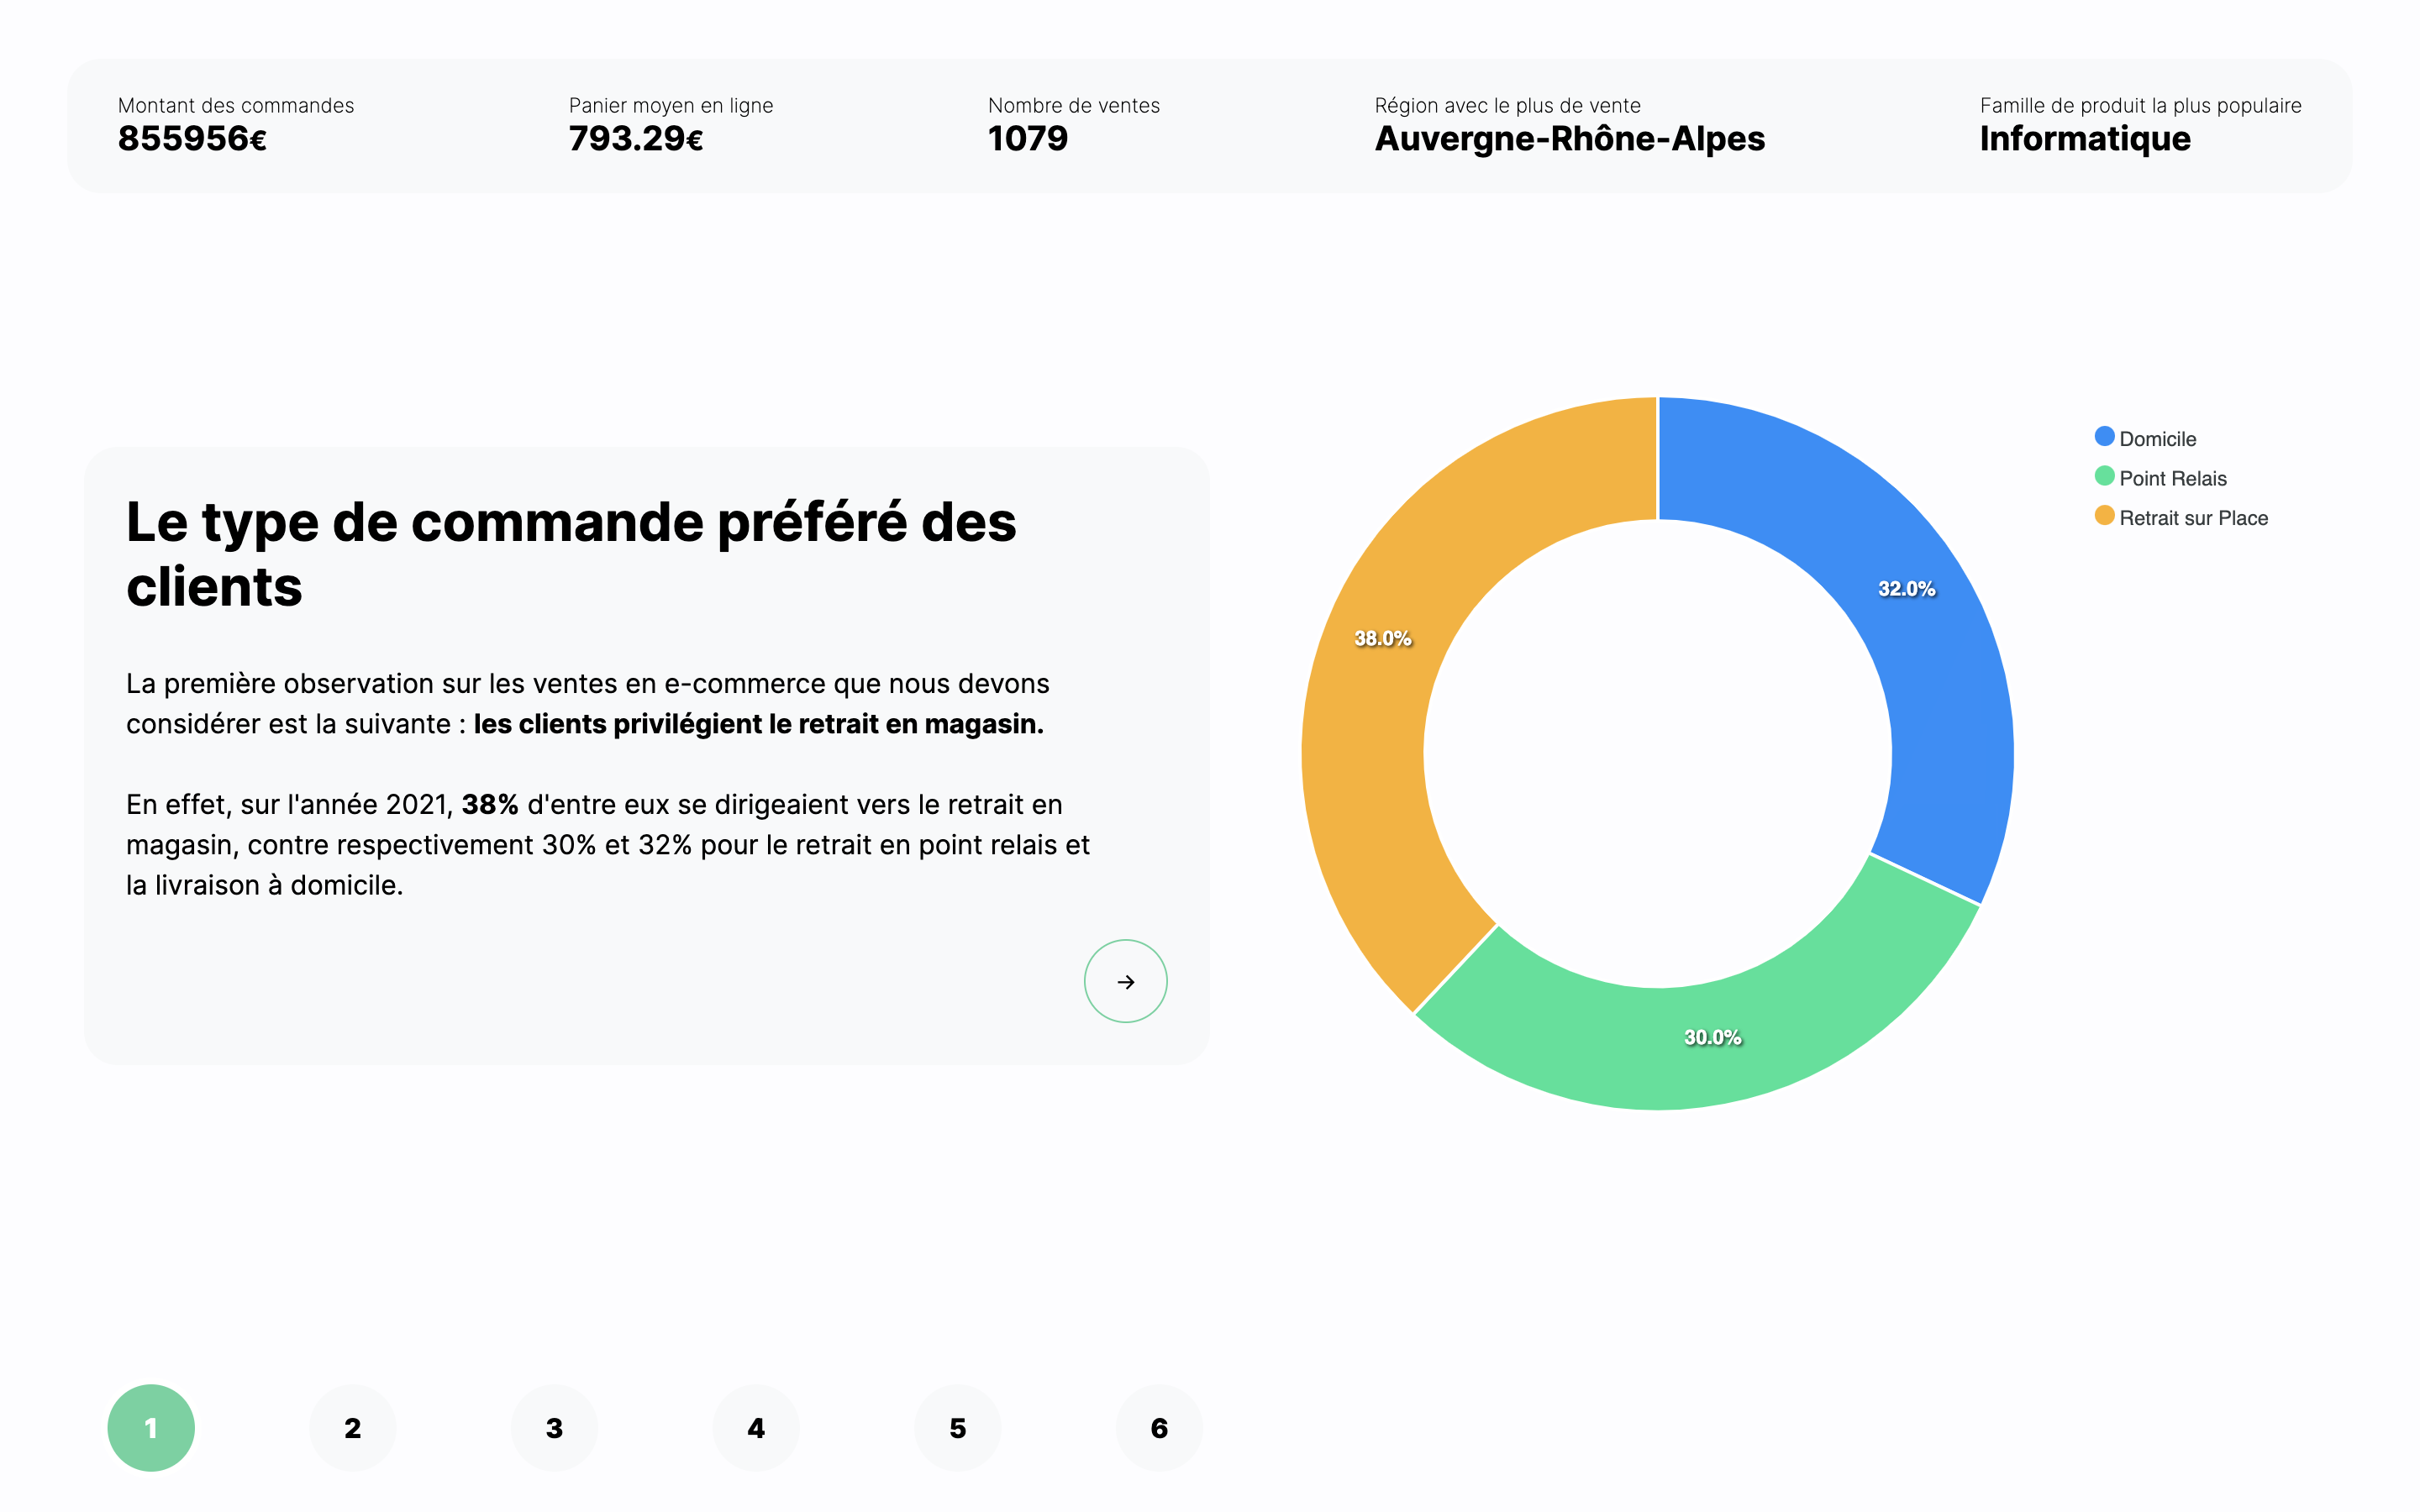 Montant des commandes
855956€
Panier moyen en ligne
793.29€
Nombre de ventes
1079
Région avec le plus de vente
Auvergne-Rhône-Alpes
Famille de produit la plus populaire
Informatique
Le type de commande préféré des
clients
La première observation sur les ventes en e-commerce que nous devons
considérer est la suivante : les clients privilégient le retrait en magasin.
En effet, sur l'année 2021, 38% d'entre eux se dirigeaient vers le retrait en
magasin, contre respectivement 30% et 32% pour le retrait en point relais et
la livraison à domicile.
→
32.0%
38.0%
30.0%
Domicile
Point Relais
Retrait sur Place
1
2
3
4
5
6